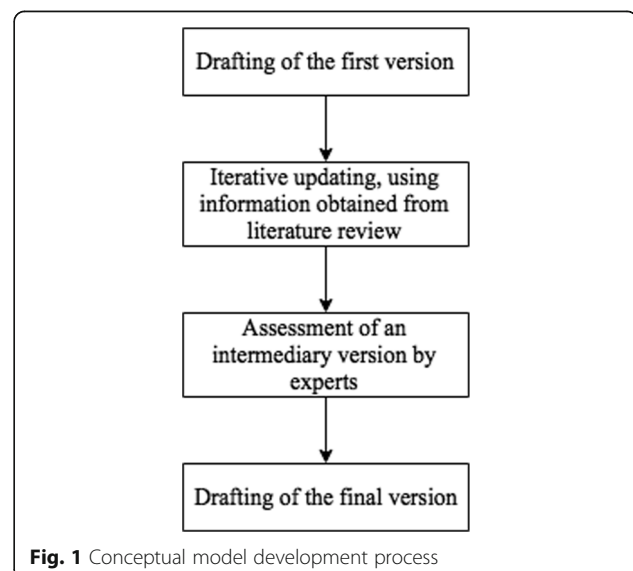 Drafting of the first version
Iterative updating, using
information obtained from
literature review
Assessment of an
intermediary version by
experts
Drafting of the final version
Fig. 1 Conceptual model development process